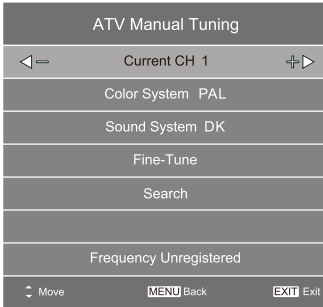 ATV Manual Tuning
Current CH 1
Color System PAL
Sound System DK
Fine-Tune
Search
Frequency Unregistered
Move MENU Back EXIT Exit